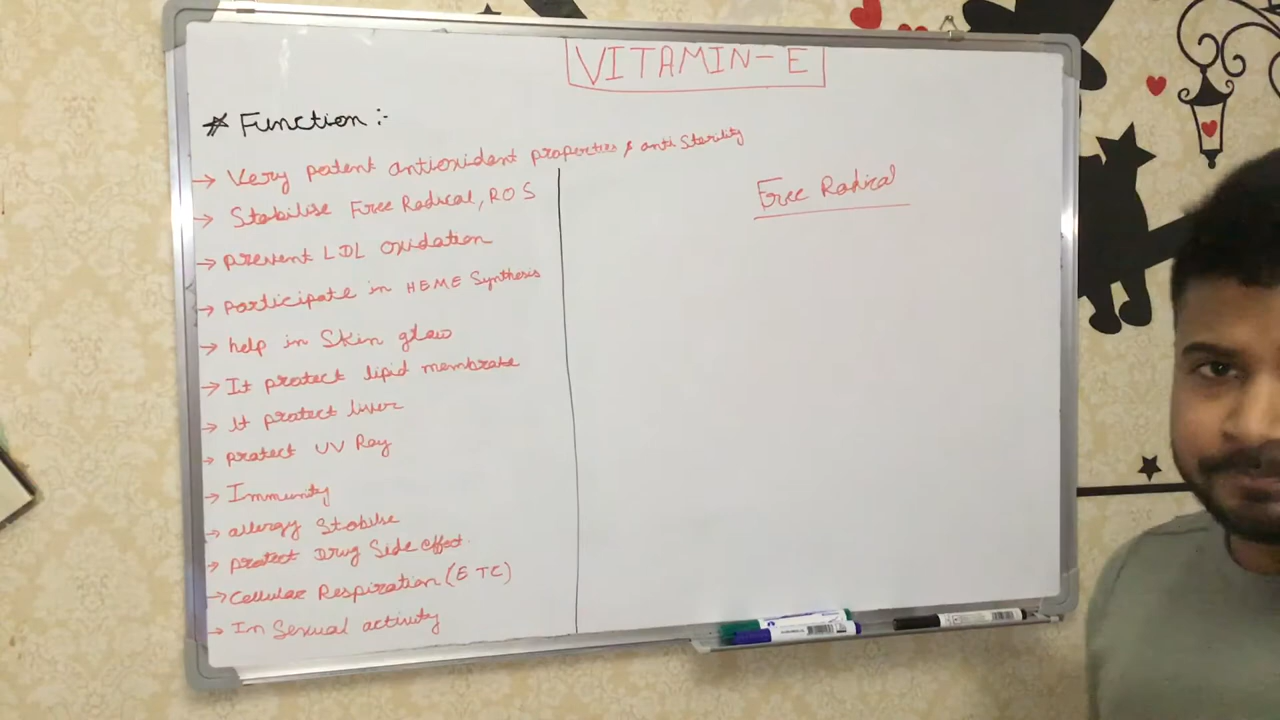 VITAMIN-E
# Function :-
→ Very potent antioxidant properties & anti Sterility
→ Stabilise Free Radical, ROS
→ prevent LDL oxidation
→ participate in HEME Synthesis
→ help in Skin glow
→ It protect lipid membrate
→ It protect liver
→ protect UV Ray
→ Immunity
→ allergy Stabilse
→ protect Drug Side effect.
→ Cellular Respiration (ETC)
→ In Sexual activity
Free Radical